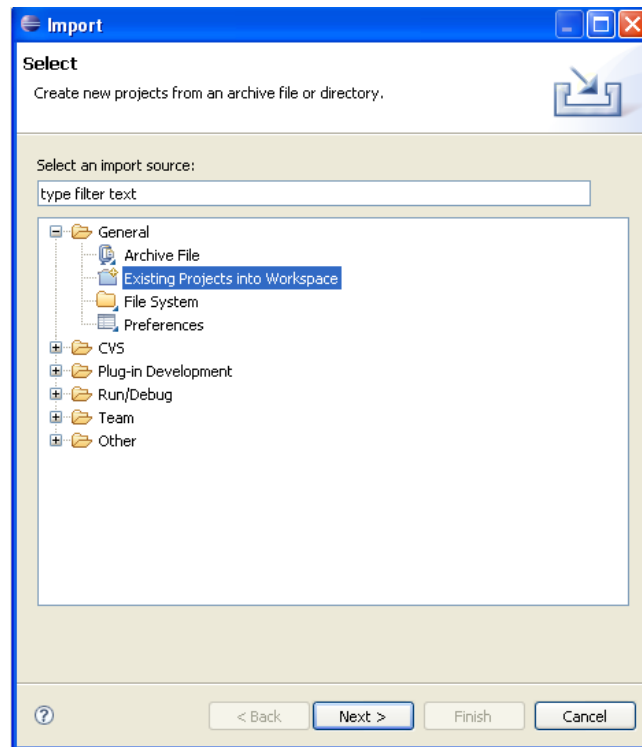 Import
Select
Create new projects from an archive file or directory.
Select an import source:
type filter text
General
Archive File
Existing Projects into Workspace
File System
Preferences
CVS
Plug-in Development
Run/Debug
Team
Other
?
< Back
Next >
Finish
Cancel